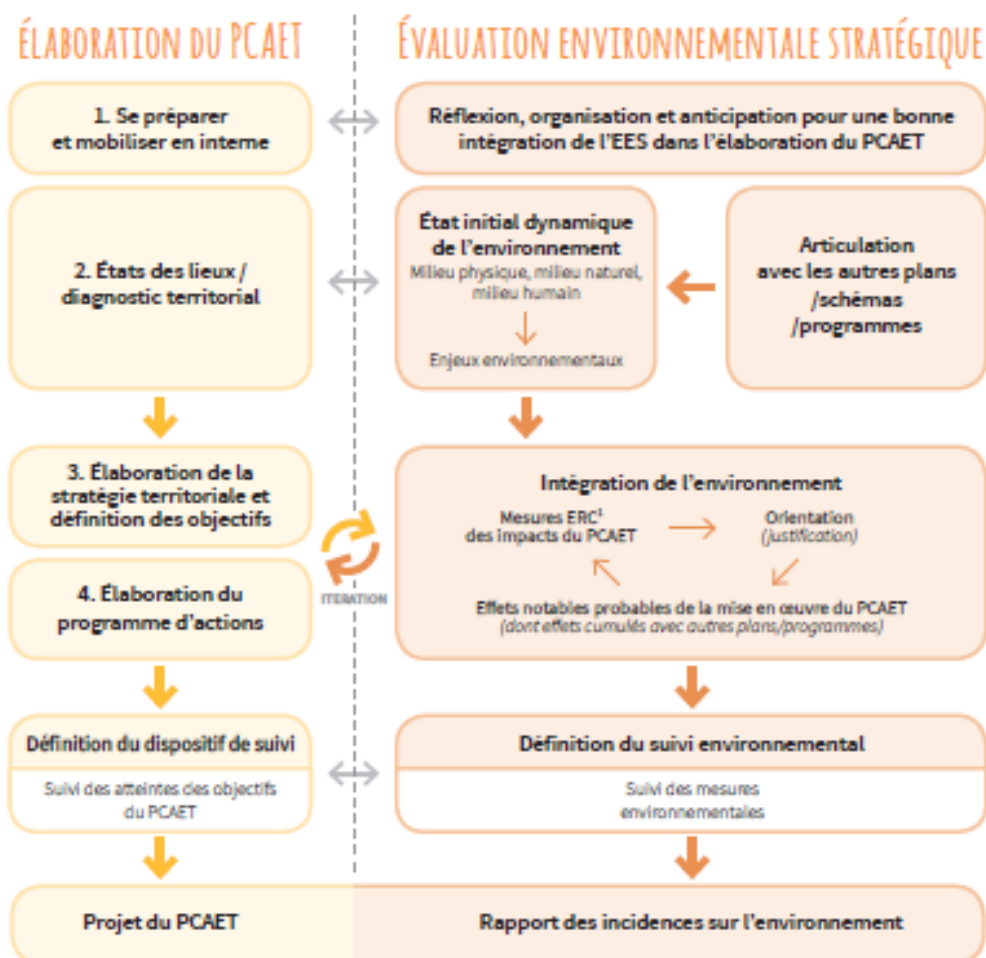 ÉLABORATION DU PCAET
ÉVALUATION ENVIRONNEMENTALE STRATÉGIQUE
1. Se préparer
et mobiliser en interne
Réflexion, organisation et anticipation pour une bonne
intégration de l'EES dans l'élaboration du PCAET
2. États des lieux /
diagnostic territorial
État initial dynamique
de l'environnement
Milieu physique, milieu naturel,
milieu humain
Enjeux environnementaux
Articulation
avec les autres plans
/schémas
/programmes
3. Élaboration de la
stratégie territoriale et
définition des objectifs
4. Élaboration du
programme d'actions
ITERATION
Intégration de l'environnement
Mesures ERC¹
des impacts du PCAET
Orientation
(justification)
Effets notables probables de la mise en œuvre du PCAET
(dont effets cumulés avec autres plans/programmes)
Définition du dispositif de suivi
Suivi des atteintes des objectifs
du PCAET
Définition du suivi environnemental
Suivi des mesures
environnementales
Projet du PCAET
Rapport des incidences sur l'environnement